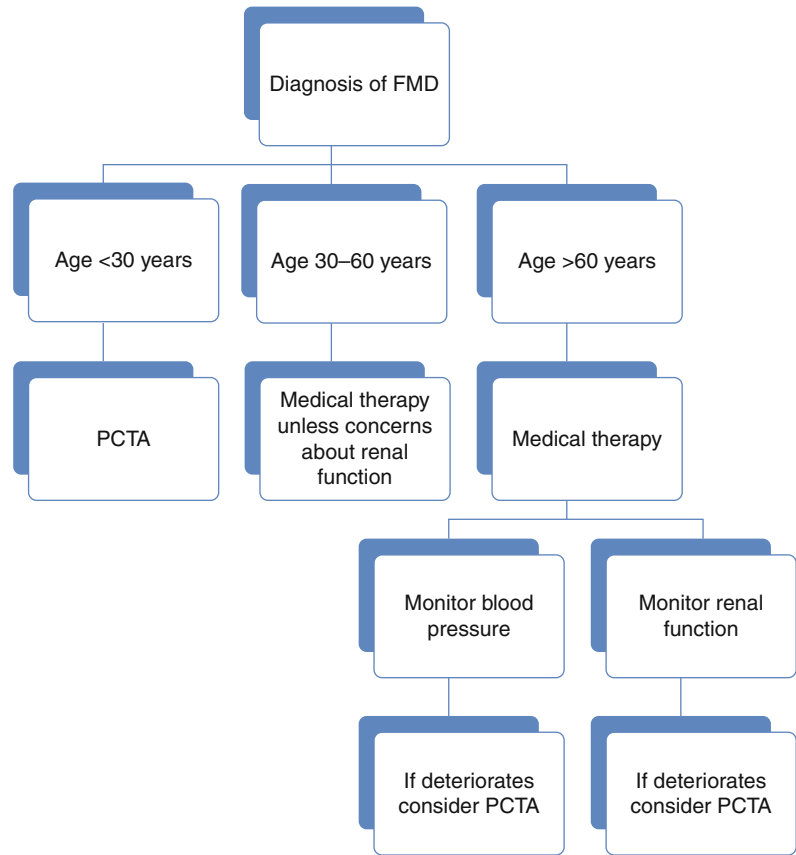 Diagnosis of FMD
Age <30 years
Age 30–60 years
Age >60 years
PCTA
Medical therapy
unless concerns
about renal
function
Medical therapy
Monitor blood
pressure
Monitor renal
function
If deteriorates
consider PCTA
If deteriorates
consider PCTA